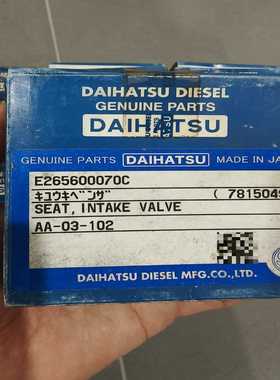 DAIHATSU DIESEL
GENUINE PARTS
DAIHATSU
GENUINE PARTS DAIHATSU MADE IN JA
E265600070C
キュウキベンザ ( 7815049
SEAT, INTAKE VALVE
AA-03-102
DAIHATSU DIESEL MFG.CO.,LTD.